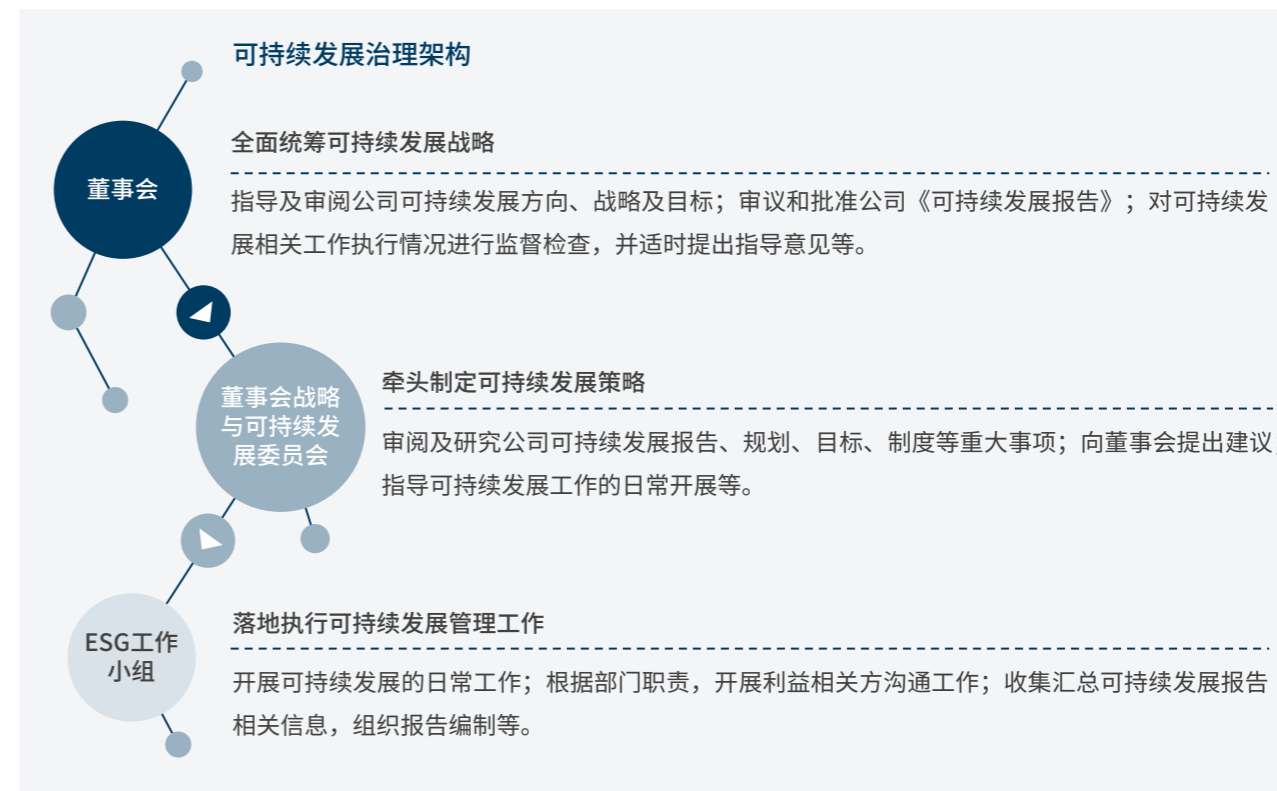 可持续发展治理架构
董事会
全面统筹可持续发展战略
指导及审阅公司可持续发展方向、战略及目标；审议和批准公司《可持续发展报告》；对可持续发
展相关工作执行情况进行监督检查，并适时提出指导意见等。
董事会战略
与可持续发
展委员会
牵头制定可持续发展策略
审阅及研究公司可持续发展报告、规划、目标、制度等重大事项；向董事会提出建议；
指导可持续发展工作的日常开展等。
ESG工作
小组
落地执行可持续发展管理工作
开展可持续发展的日常工作；根据部门职责，开展利益相关方沟通工作；收集汇总可持续发展报告
相关信息，组织报告编制等。